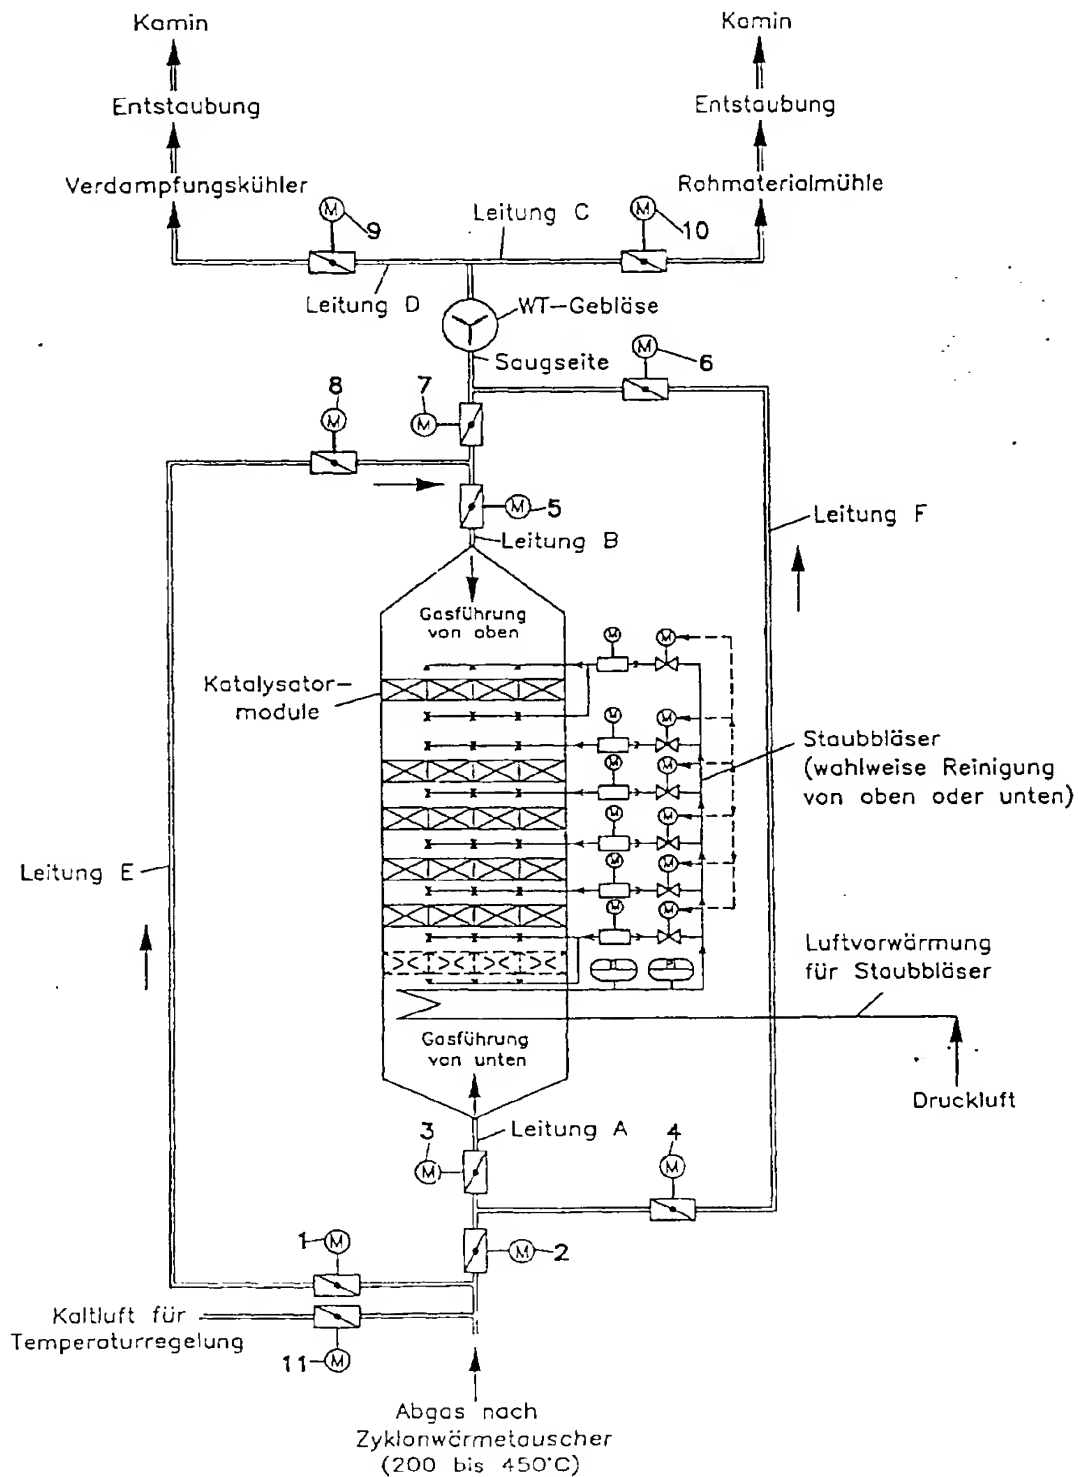 Kamin
Kamin
Entstaubung
Entstaubung
Verdampfungskühler
Rohmaterialmühle
M
9
Leitung C
M
10
Leitung D
WT-Gebläse
Saugseite
M
6
8
M
7
M
M
5
Leitung B
Leitung F
Gasführung
von oben
Katalysator-
module
M
M
M
M
M
M
M
M
M
M
M
M
Staubbläser
(wahlweise Reinigung
von oben oder unten)
Leitung E
Luftvorwärmung
für Staubbläser
Gasführung
von unten
Druckluft
Leitung A
3
M
4
M
1
M
M
2
Kaltluft für
Temperaturregelung
11
M
Abgas nach
Zyklonwärmetauscher
(200 bis 450°C)